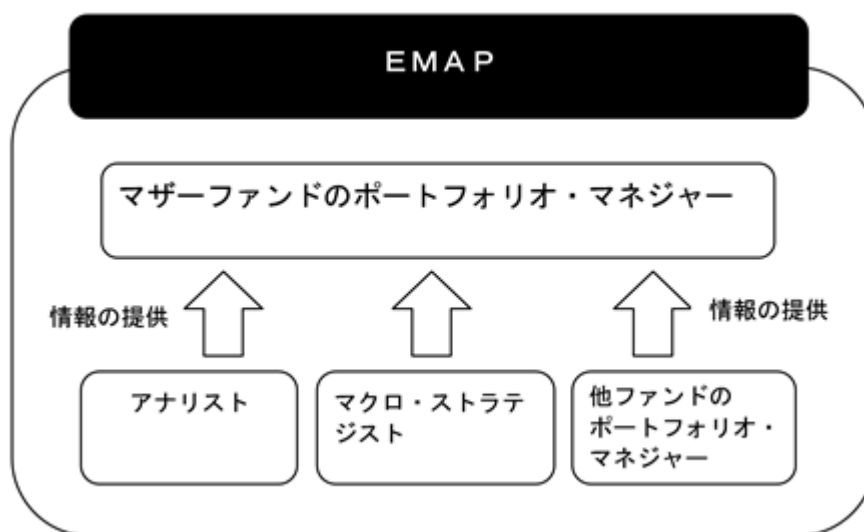 ＥＭＡＰ
マザーファンドのポートフォリオ・マネジャー
情報の提供
情報の提供
アナリスト
マクロ・ストラテ
ジスト
他ファンドの
ポートフォリオ・
マネジャー